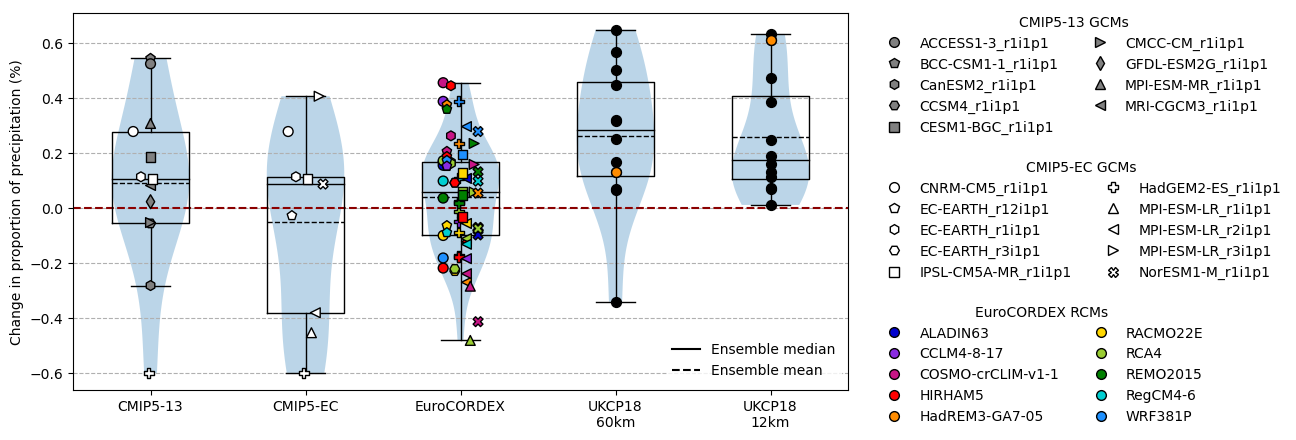 Change in proportion of precipitation (%)
0.6
0.4
0.2
0.0
−0.2
−0.4
−0.6
CMIP5-13
CMIP5-EC
EuroCORDEX
UKCP18
60km
UKCP18
12km
Ensemble median
Ensemble mean
CMIP5-13 GCMs
ACCESS1-3_r1i1p1
BCC-CSM1-1_r1i1p1
CanESM2_r1i1p1
CCSM4_r1i1p1
CESM1-BGC_r1i1p1
CMCC-CM_r1i1p1
GFDL-ESM2G_r1i1p1
MPI-ESM-MR_r1i1p1
MRI-CGCM3_r1i1p1
CMIP5-EC GCMs
CNRM-CM5_r1i1p1
EC-EARTH_r12i1p1
EC-EARTH_r1i1p1
EC-EARTH_r3i1p1
IPSL-CM5A-MR_r1i1p1
HadGEM2-ES_r1i1p1
MPI-ESM-LR_r1i1p1
MPI-ESM-LR_r2i1p1
MPI-ESM-LR_r3i1p1
NorESM1-M_r1i1p1
EuroCORDEX RCMs
ALADIN63
CCLM4-8-17
COSMO-crCLIM-v1-1
HIRHAM5
HadREM3-GA7-05
RACMO22E
RCA4
REMO2015
RegCM4-6
WRF381P